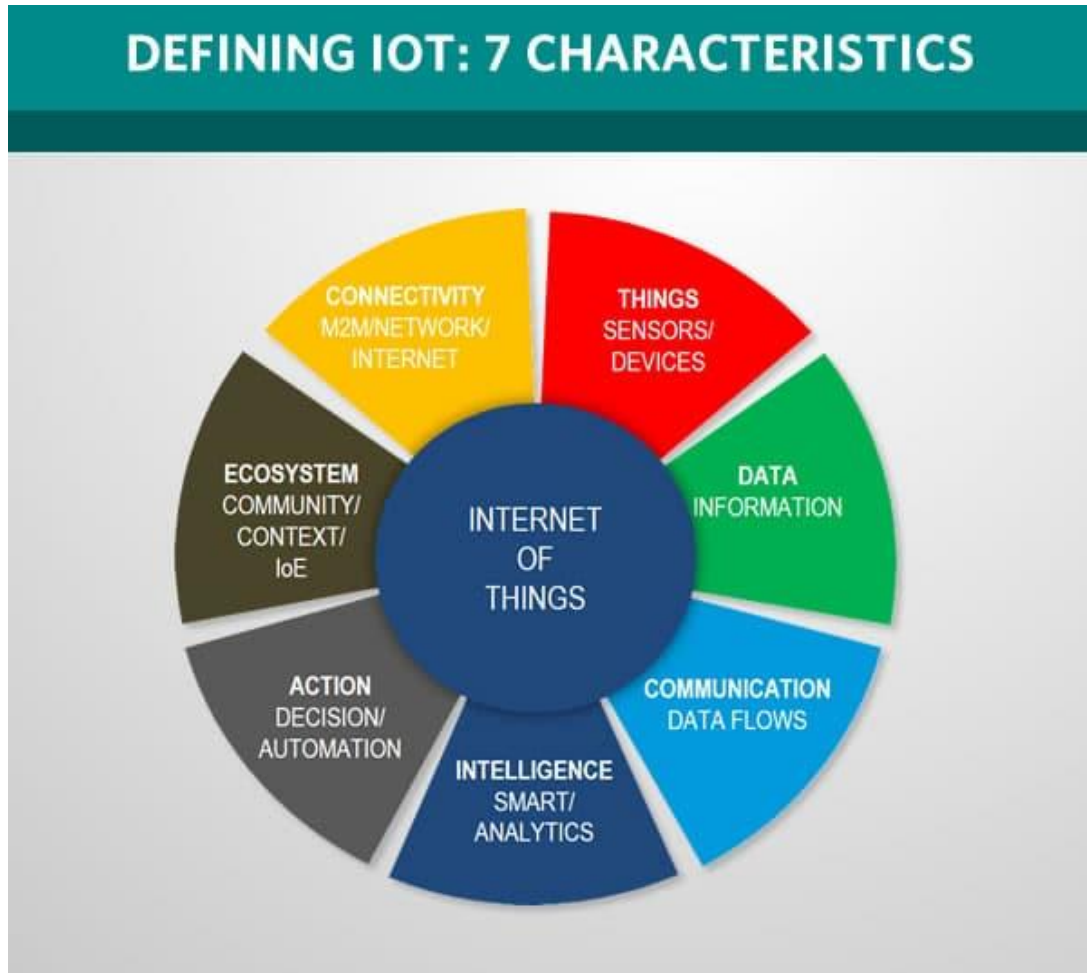 DEFINING IOT: 7 CHARACTERISTICS
CONNECTIVITY
M2M/NETWORK/
INTERNET
THINGS
SENSORS/
DEVICES
DATA
INFORMATION
COMMUNICATION
DATA FLOWS
INTELLIGENCE
SMART/
ANALYTICS
ACTION
DECISION/
AUTOMATION
ECOSYSTEM
COMMUNITY/
CONTEXT/
IoE
INTERNET
OF
THINGS